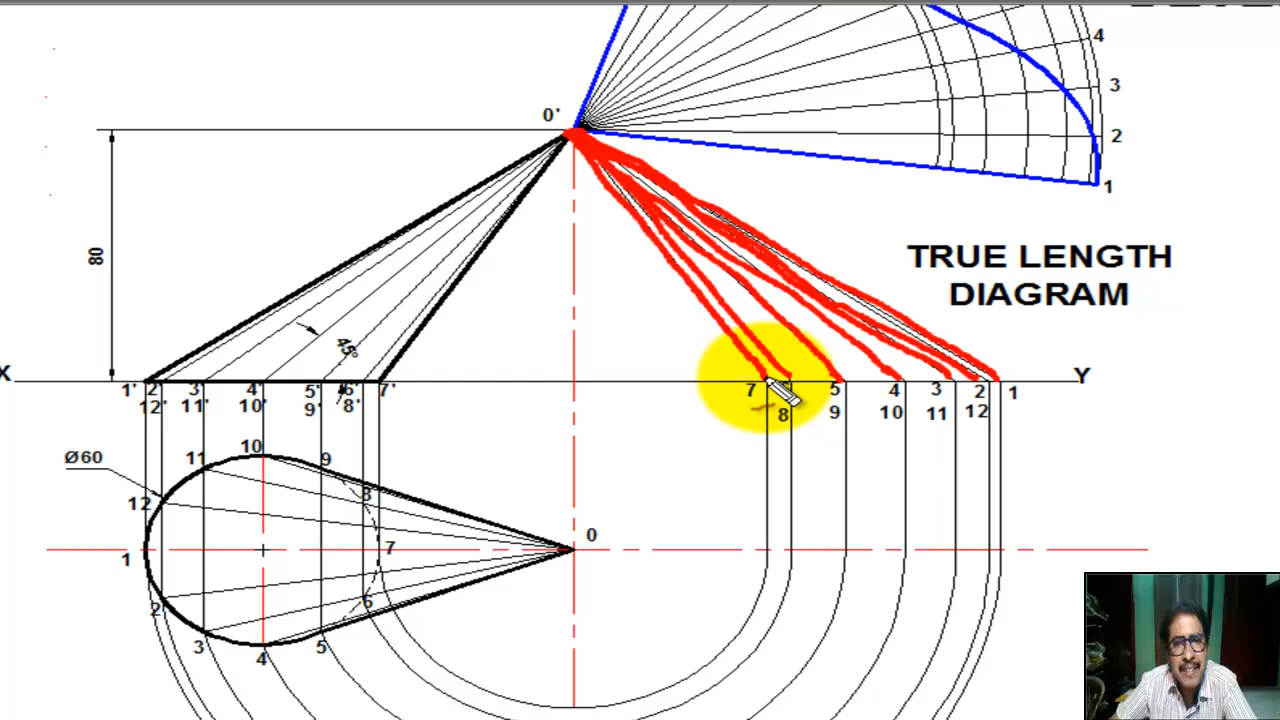 4
3
2
1
0'
80
TRUE LENGTH
DIAGRAM
45°
X
Y
1' 2' 3' 4' 5' 6' 7'
12' 11' 10' 9' 8'
7 5 4 3 2 1
8 9 10 11 12
Ø60
11 10 9
12 8
0
1 7
2 6
3 4 5